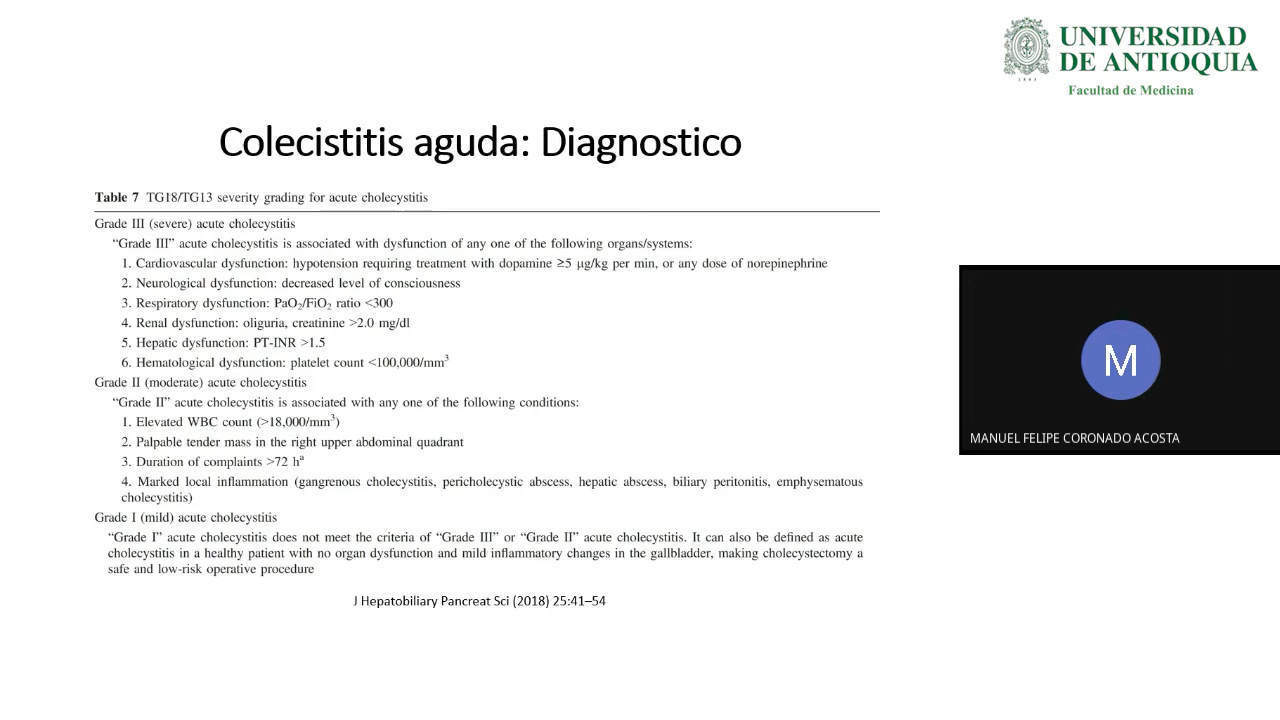 UNIVERSIDAD
DE ANTIOQUIA
1803
Facultad de Medicina
Colecistitis aguda: Diagnostico
Table 7 TG18/TG13 severity grading for acute cholecystitis
Grade III (severe) acute cholecystitis
“Grade III” acute cholecystitis is associated with dysfunction of any one of the following organs/systems:
1. Cardiovascular dysfunction: hypotension requiring treatment with dopamine ≥5 μg/kg per min, or any dose of norepinephrine
2. Neurological dysfunction: decreased level of consciousness
3. Respiratory dysfunction: PaO₂/FiO₂ ratio <300
4. Renal dysfunction: oliguria, creatinine >2.0 mg/dl
5. Hepatic dysfunction: PT-INR >1.5
6. Hematological dysfunction: platelet count <100,000/mm³
Grade II (moderate) acute cholecystitis
“Grade II” acute cholecystitis is associated with any one of the following conditions:
1. Elevated WBC count (>18,000/mm³)
2. Palpable tender mass in the right upper abdominal quadrant
3. Duration of complaints >72 hᵃ
4. Marked local inflammation (gangrenous cholecystitis, pericholecystic abscess, hepatic abscess, biliary peritonitis, emphysematous
cholecystitis)
Grade I (mild) acute cholecystitis
“Grade I” acute cholecystitis does not meet the criteria of “Grade III” or “Grade II” acute cholecystitis. It can also be defined as acute
cholecystitis in a healthy patient with no organ dysfunction and mild inflammatory changes in the gallbladder, making cholecystectomy a
safe and low-risk operative procedure
J Hepatobiliary Pancreat Sci (2018) 25:41–54
M
MANUEL FELIPE CORONADO ACOSTA